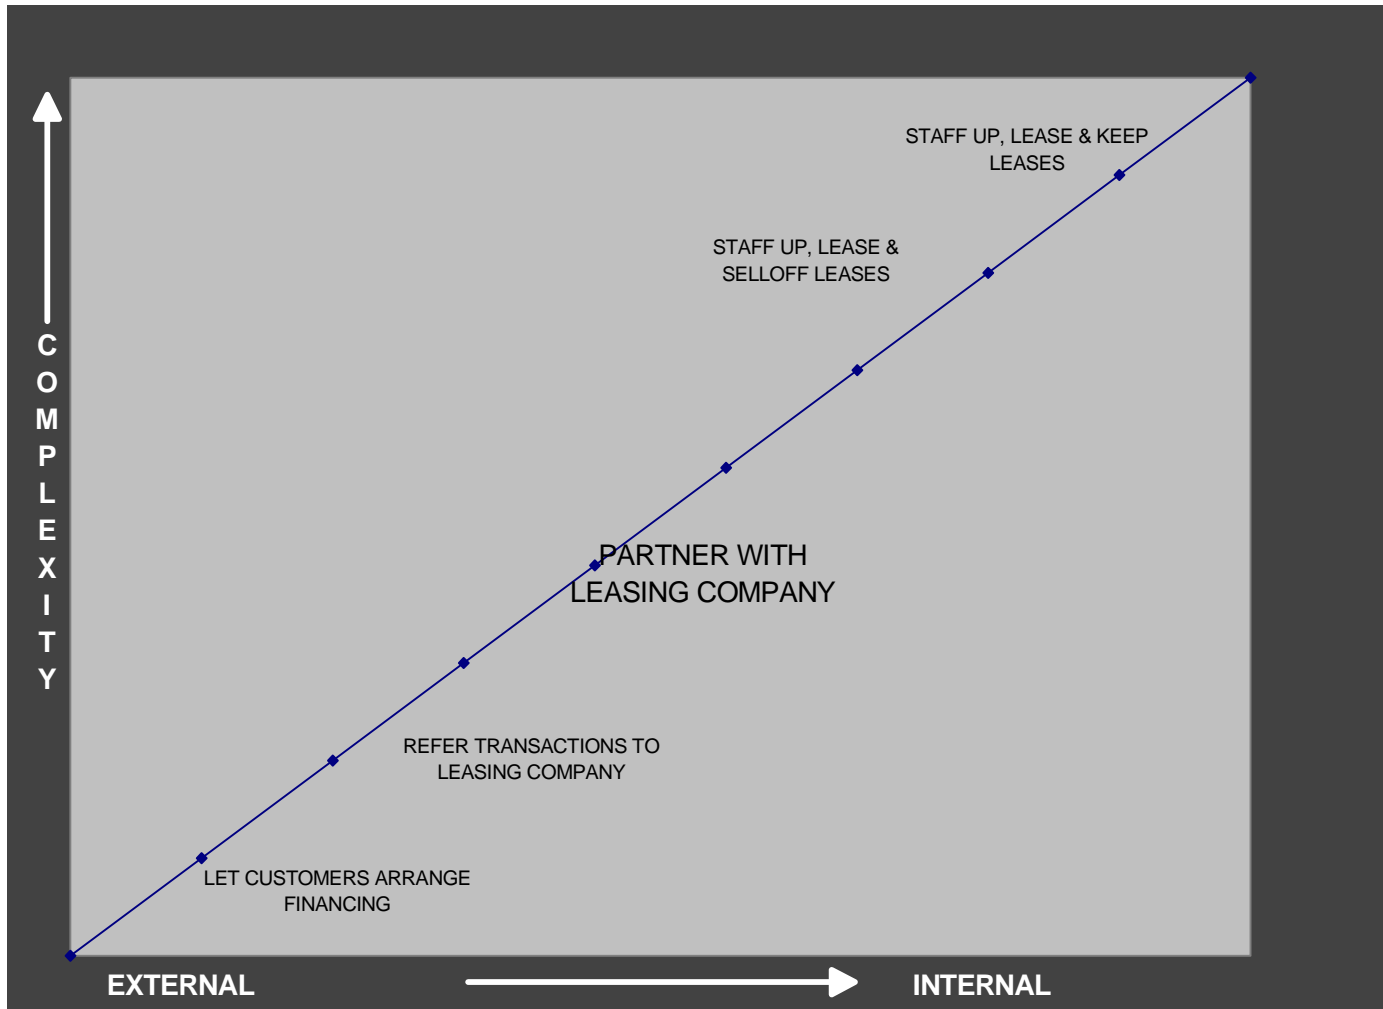 STAFF UP, LEASE & KEEP
LEASES
STAFF UP, LEASE &
SELLOFF LEASES
COMPLEXITY
PARTNER WITH
LEASING COMPANY
REFER TRANSACTIONS TO
LEASING COMPANY
LET CUSTOMERS ARRANGE
FINANCING
EXTERNAL INTERNAL